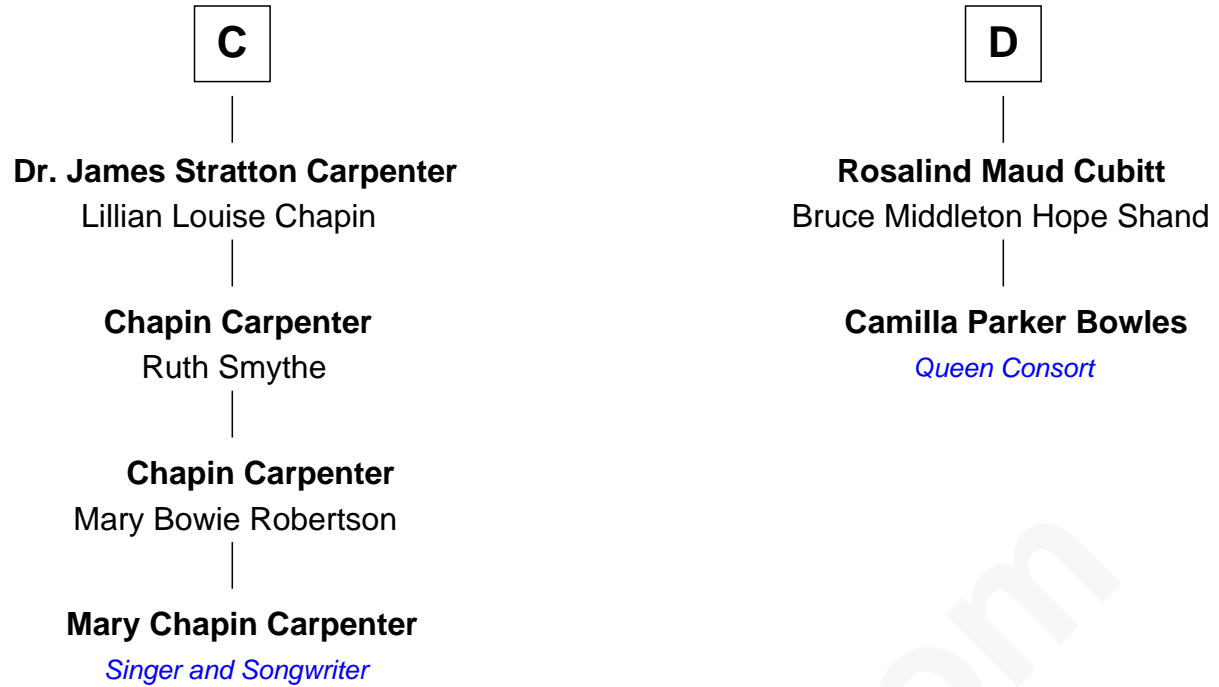 C
Dr. James Stratton Carpenter
Lillian Louise Chapin
Chapin Carpenter
Ruth Smythe
Chapin Carpenter
Mary Bowie Robertson
Mary Chapin Carpenter
Singer and Songwriter
D
Rosalind Maud Cubitt
Bruce Middleton Hope Shand
Camilla Parker Bowles
Queen Consort
om